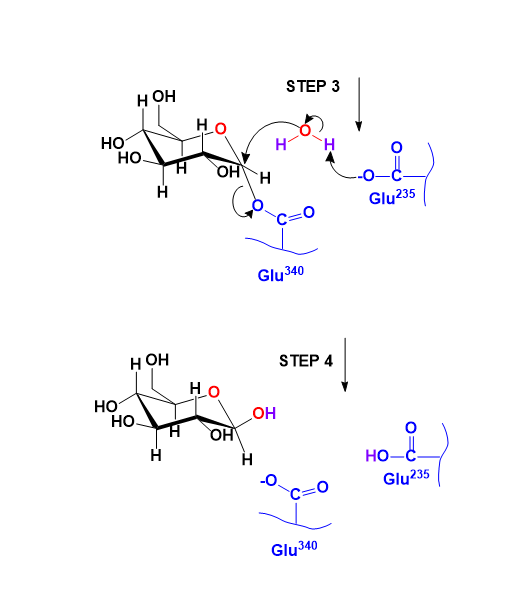 STEP 3
H OH
H O
HO
HO
H OH H
H
O
H H
O
-O C
Glu235
O C O
Glu340
STEP 4
H OH
H O
HO
HO
H OH
OH
H H
O
HO C
Glu235
-O C O
Glu340